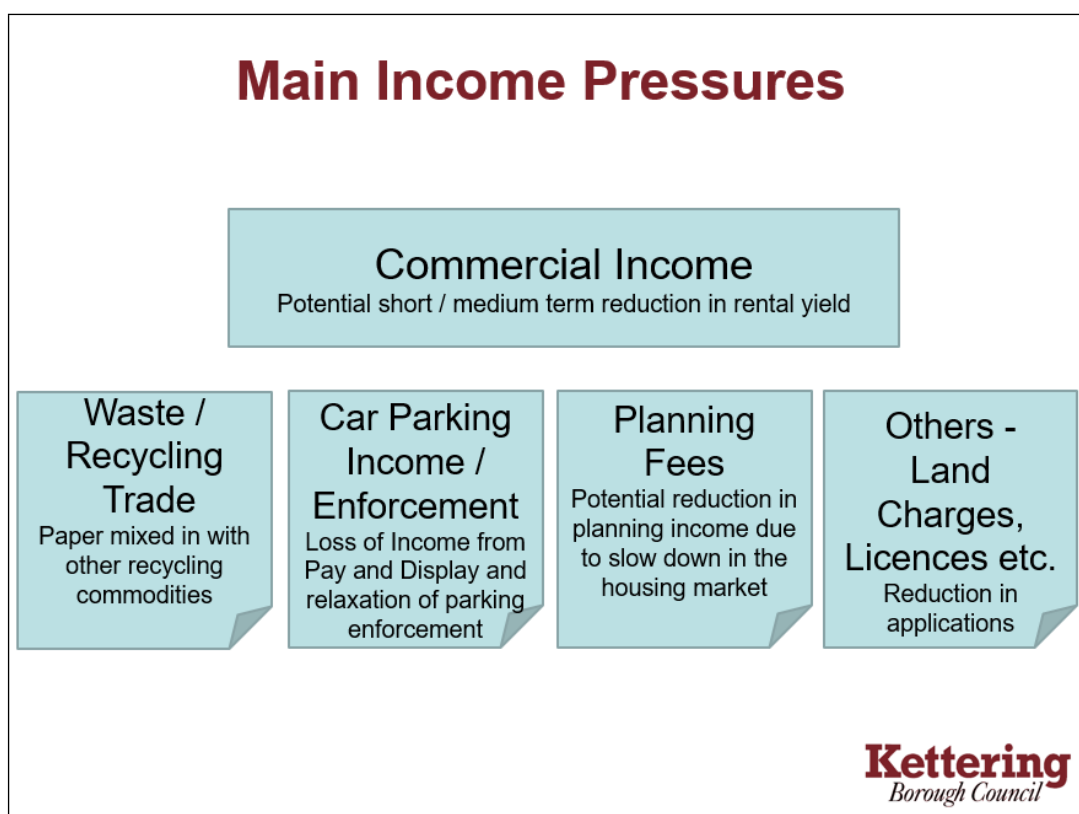 Main Income Pressures
Commercial Income
Potential short / medium term reduction in rental yield
Waste /
Recycling
Trade
Paper mixed in with
other recycling
commodities
Car Parking
Income /
Enforcement
Loss of Income from
Pay and Display and
relaxation of parking
enforcement
Planning
Fees
Potential reduction in
planning income due
to slow down in the
housing market
Others -
Land
Charges,
Licences etc.
Reduction in
applications
Kettering
Borough Council